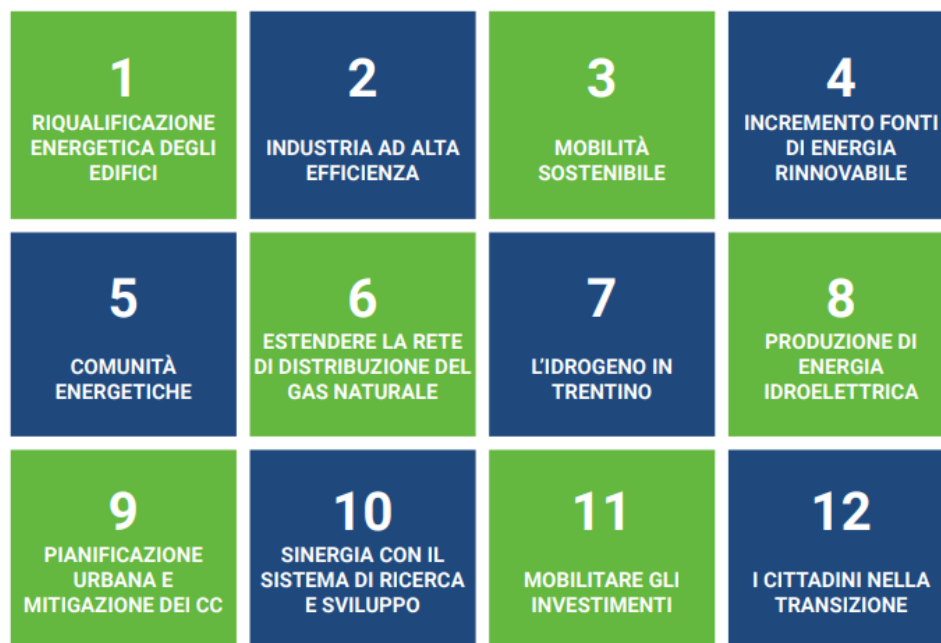 1
RIQUALIFICAZIONE
ENERGETICA DEGLI
EDIFICI
2
INDUSTRIA AD ALTA
EFFICIENZA
3
MOBILITÀ
SOSTENIBILE
4
INCREMENTO FONTI
DI ENERGIA
RINNOVABILE
5
COMUNITÀ
ENERGETICHE
6
ESTENDERE LA RETE
DI DISTRIBUZIONE DEL
GAS NATURALE
7
L'IDROGENO IN
TRENTINO
8
PRODUZIONE DI
ENERGIA
IDROELETTRICA
9
PIANIFICAZIONE
URBANA E
MITIGAZIONE DEI CC
10
SINERGIA CON IL
SISTEMA DI RICERCA
E SVILUPPO
11
MOBILITARE GLI
INVESTIMENTI
12
I CITTADINI NELLA
TRANSIZIONE